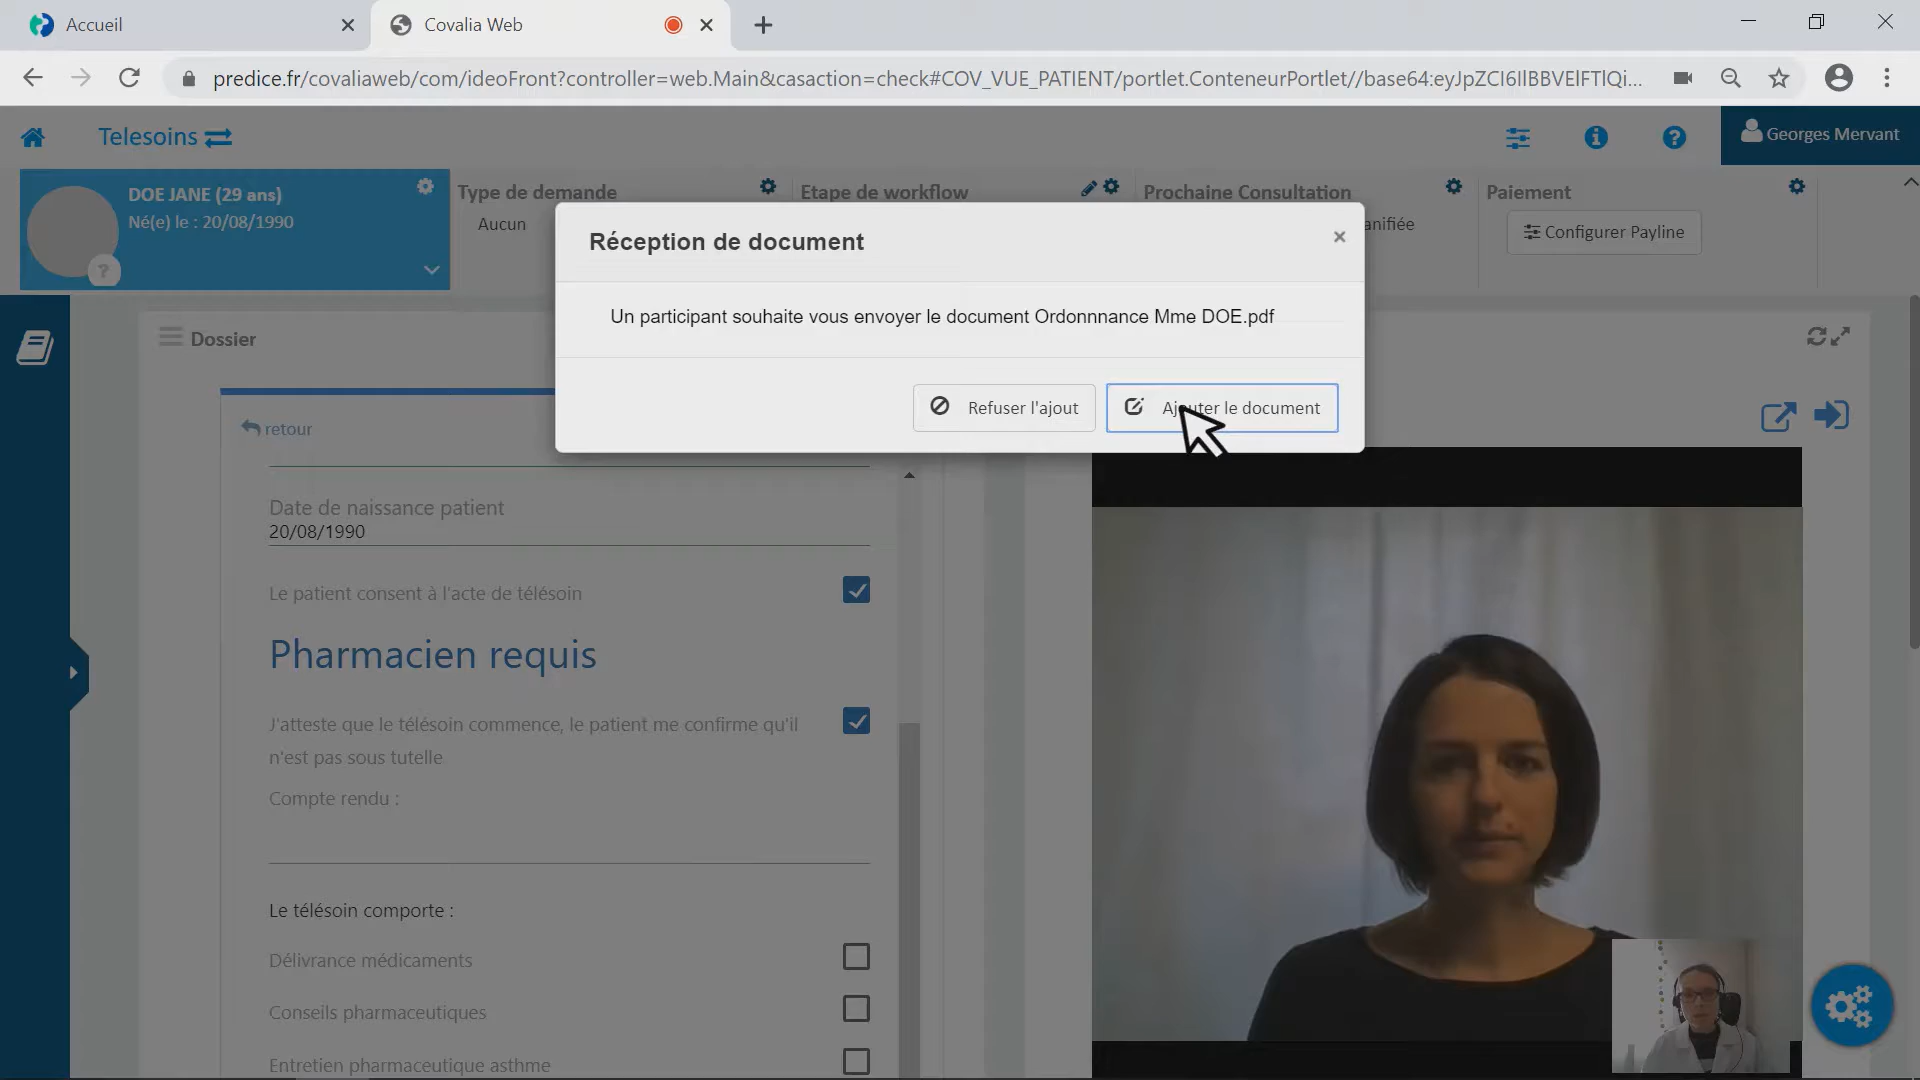 Accueil
Covalia Web
predice.fr/covaliaweb/com/ideoFront?controller=web.Main&casaction=check#COV_VUE_PATIENT/portlet.ConteneurPortlet//base64:eyJpZCI6IlBBVElFTlQi...
Telesoins
Georges Mervant
DOE JANE (29 ans)
Né(e) le : 20/08/1990
Type de demande
Aucun
Etape de workflow
Prochaine Consultation
anifiée
Paiement
Configurer Payline
Réception de document
×
Un participant souhaite vous envoyer le document Ordonnnance Mme DOE.pdf
Refuser l'ajout
Ajouter le document
Dossier
retour
Date de naissance patient
20/08/1990
Le patient consent à l'acte de télésoin
Pharmacien requis
J'atteste que le télésoin commence, le patient me confirme qu'il
n'est pas sous tutelle
Compte rendu :
Le télésoin comporte :
Délivrance médicaments
Conseils pharmaceutiques
Entretien pharmaceutique asthme